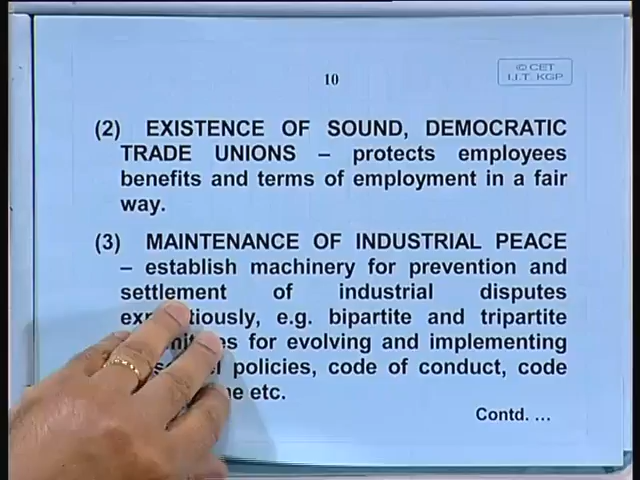 10
© CET
I.I.T. KGP
(2) EXISTENCE OF SOUND, DEMOCRATIC
TRADE UNIONS – protects employees
benefits and terms of employment in a fair
way.
(3) MAINTENANCE OF INDUSTRIAL PEACE
– establish machinery for prevention and
settlement of industrial disputes
expeditiously, e.g. bipartite and tripartite
for evolving and implementing
policies, code of conduct, code
etc.
Contd. ...